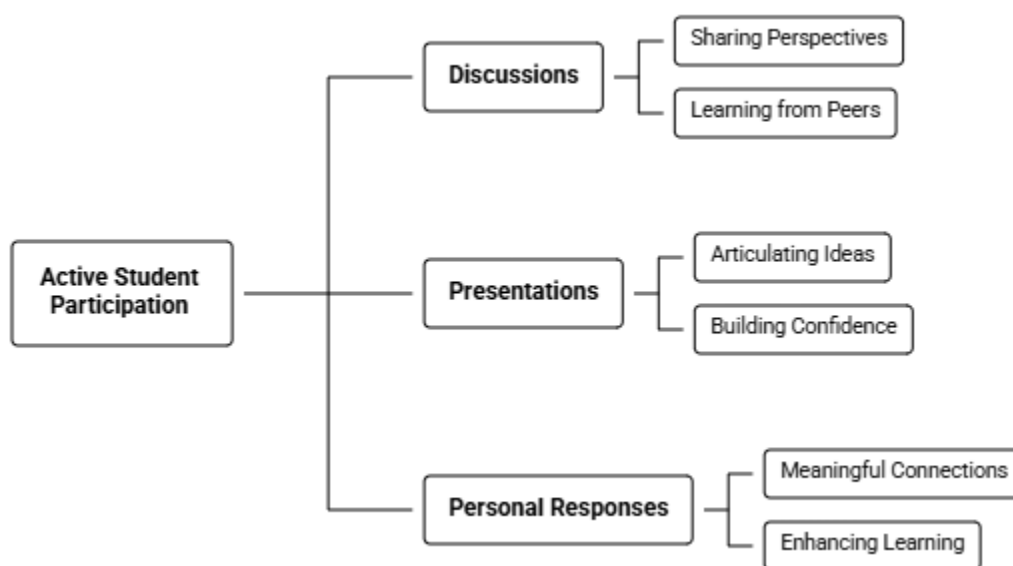 Active Student
Participation
Discussions
Sharing Perspectives
Learning from Peers
Presentations
Articulating Ideas
Building Confidence
Personal Responses
Meaningful Connections
Enhancing Learning